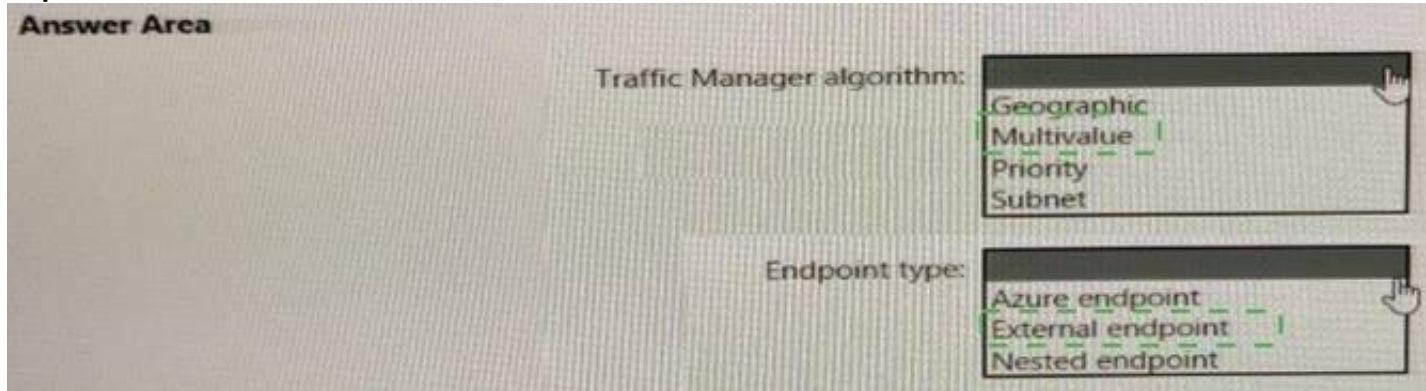 Answer Area
Traffic Manager algorithm:
Geographic
Multivalue
Priority
Subnet
Endpoint type:
Azure endpoint
External endpoint
Nested endpoint